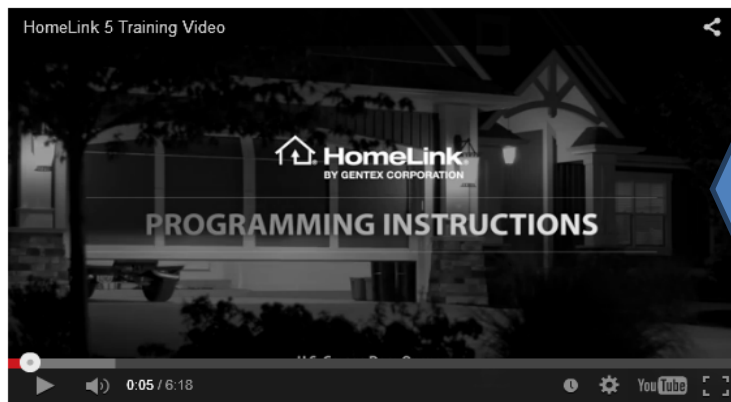 HomeLink 5 Training Video
HomeLink
BY GENTEX CORPORATION
PROGRAMMING INSTRUCTIONS
0:05 / 6:18
YouTube